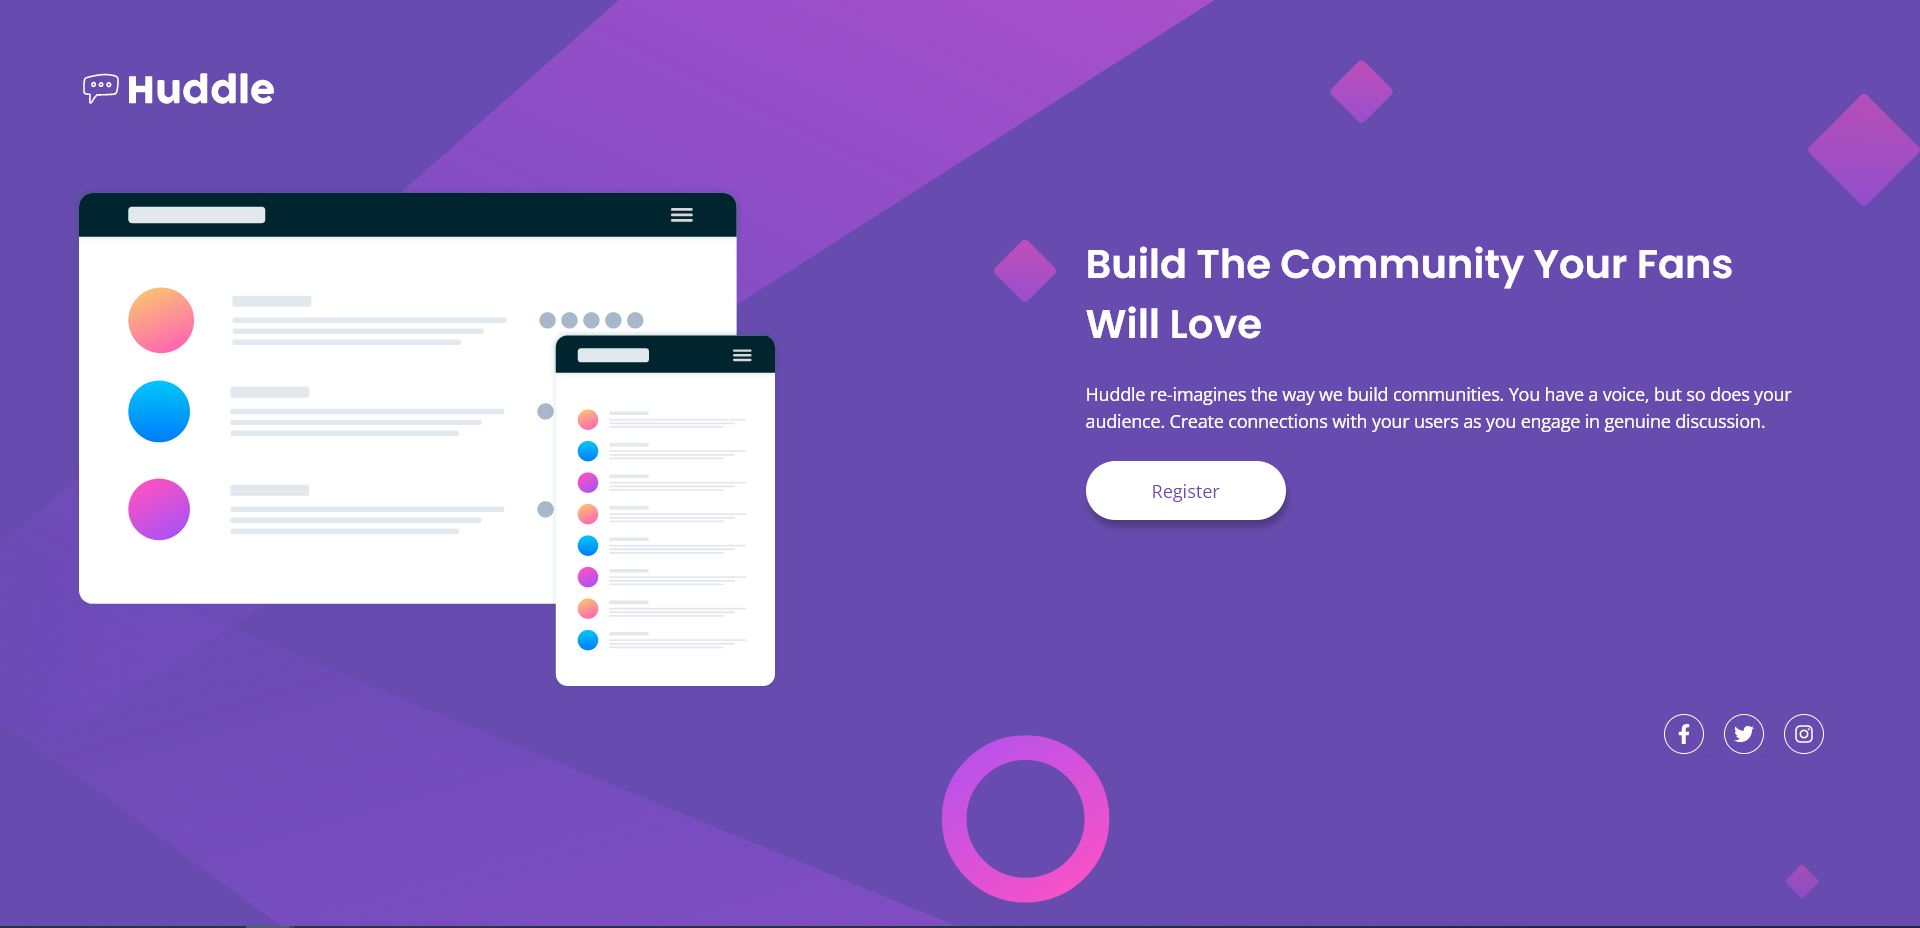 Huddle
Build The Community Your Fans
Will Love
Huddle re-imagines the way we build communities. You have a voice, but so does your
audience. Create connections with your users as you engage in genuine discussion.
Register